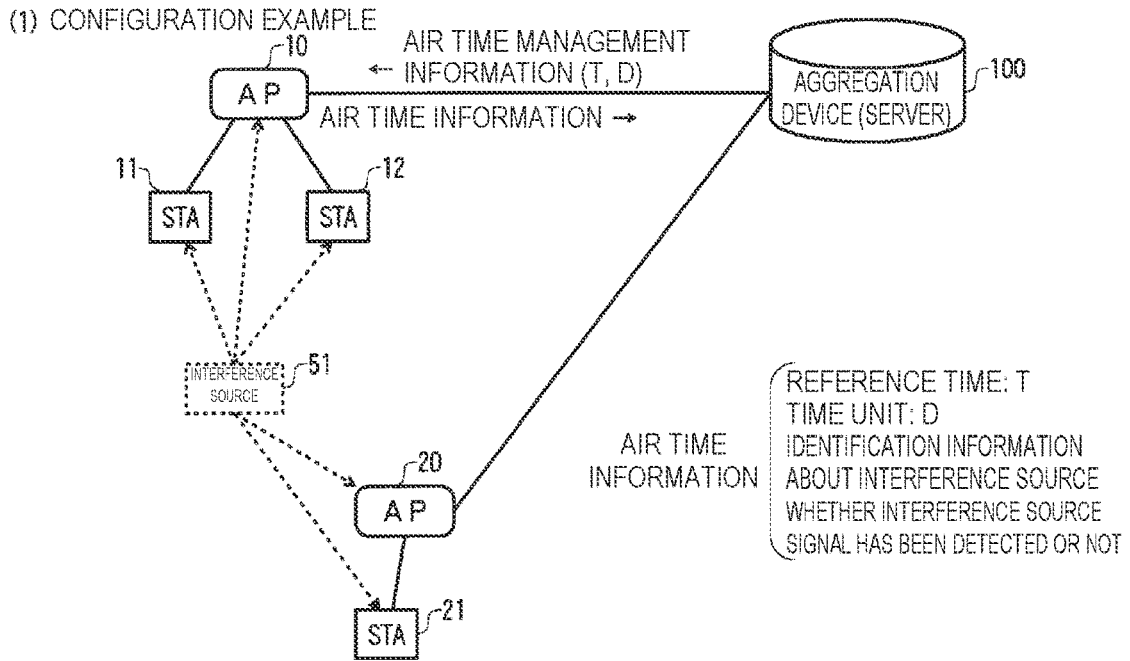 (1) CONFIGURATION EXAMPLE
10
AP
AIR TIME MANAGEMENT
← INFORMATION (T, D)
AIR TIME INFORMATION →
AGGREGATION
DEVICE (SERVER)
100
11
STA
12
STA
INTERFERENCE
SOURCE
51
20
AP
21
STA
AIR TIME
INFORMATION
REFERENCE TIME: T
TIME UNIT: D
IDENTIFICATION INFORMATION
ABOUT INTERFERENCE SOURCE
WHETHER INTERFERENCE SOURCE
SIGNAL HAS BEEN DETECTED OR NOT